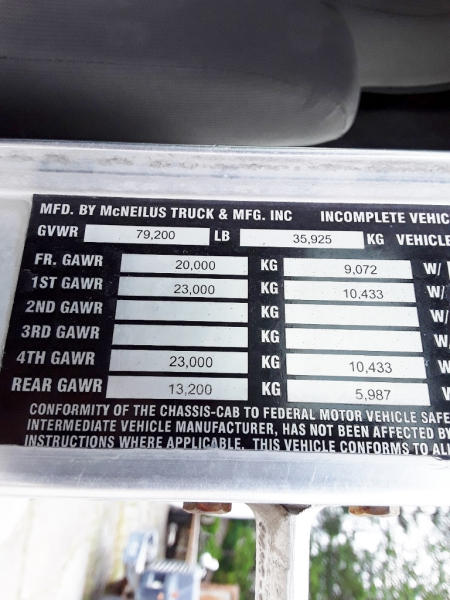 MFD. BY McNEILUS TRUCK & MFG. INC INCOMPLETE VEHIC
GVWR 79,200 LB 35,925 KG VEHICLE
FR. GAWR 20,000 KG 9,072 W/
1ST GAWR 23,000 KG 10,433 W/
2ND GAWR KG W/
3RD GAWR KG W
4TH GAWR 23,000 KG 10,433 W
REAR GAWR 13,200 KG 5,987 W
CONFORMITY OF THE CHASSIS-CAB TO FEDERAL MOTOR VEHICLE SAFE
INTERMEDIATE VEHICLE MANUFACTURER, HAS NOT BEEN AFFECTED BY
INSTRUCTIONS WHERE APPLICABLE. THIS VEHICLE CONFORMS TO ALL